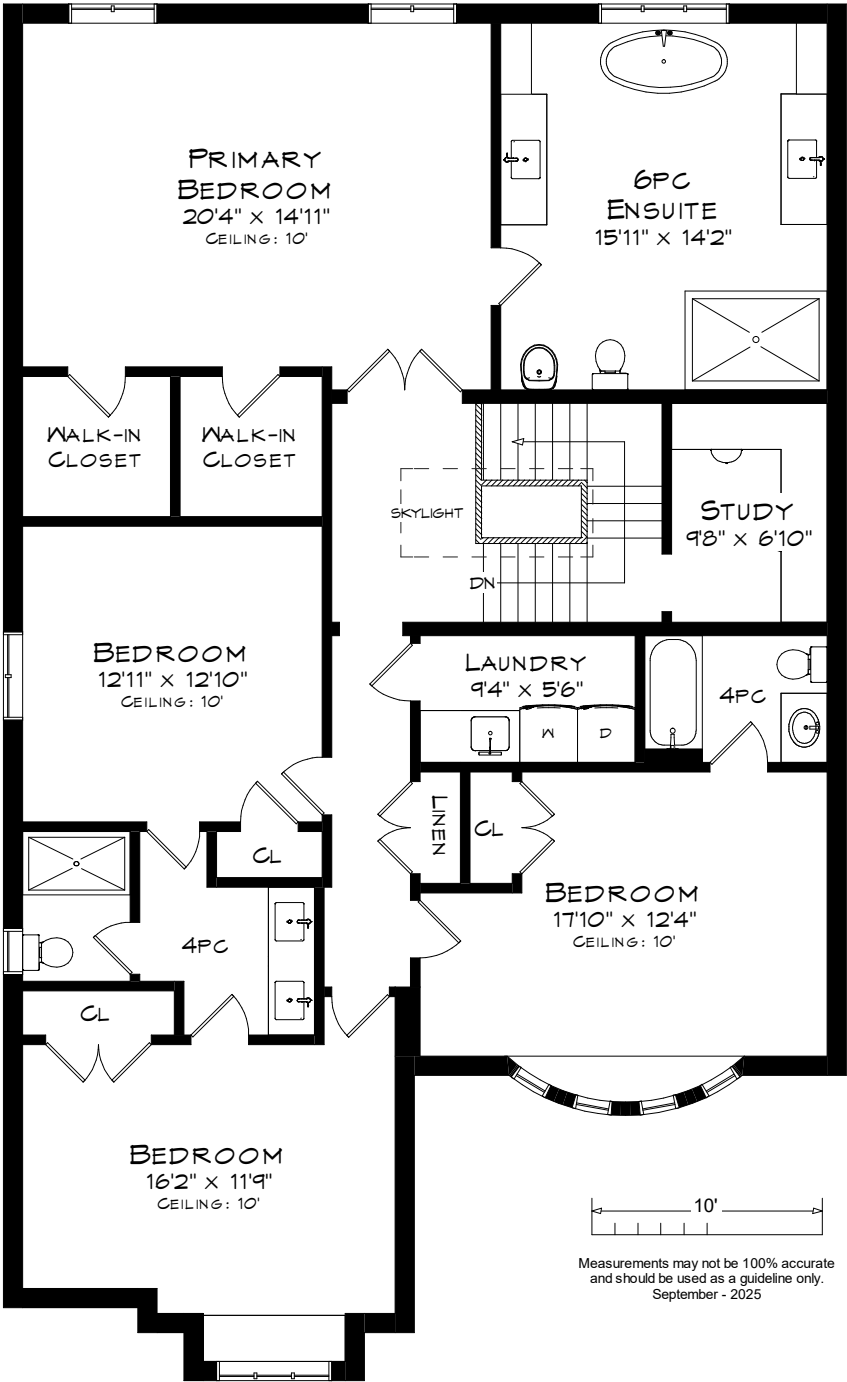 PRIMARY
BEDROOM
20'4" X 14'11"
CEILING: 10'
6PC
ENSUITE
15'11" X 14'2"
WALK-IN
CLOSET
WALK-IN
CLOSET
SKYLIGHT
DN
STUDY
9'8" X 6'10"
BEDROOM
12'11" X 12'10"
CEILING: 10'
LAUNDRY
9'4" X 5'6"
W
D
4PC
LINEN
CL
CL
BEDROOM
17'10" X 12'4"
CEILING: 10'
4PC
CL
BEDROOM
16'2" X 11'9"
CEILING: 10'
10'
Measurements may not be 100% accurate
and should be used as a guideline only.
September - 2025